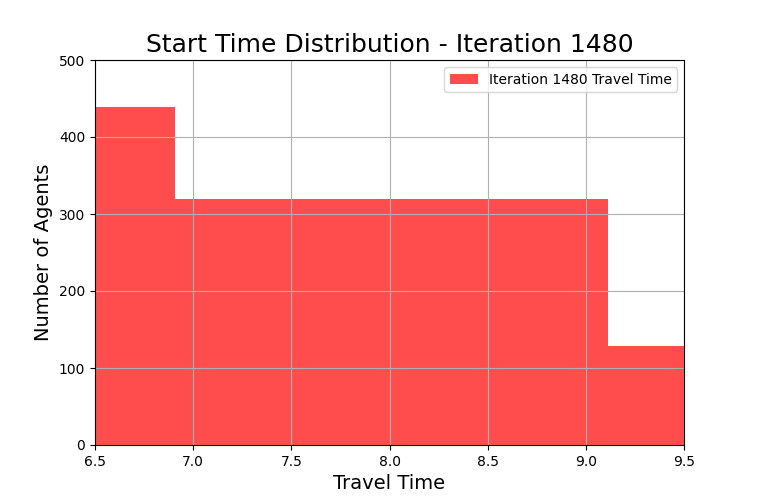 Start Time Distribution - Iteration 1480
Iteration 1480 Travel Time
Number of Agents
500
400
300
200
100
0
6.5 7.0 7.5 8.0 8.5 9.0 9.5
Travel Time